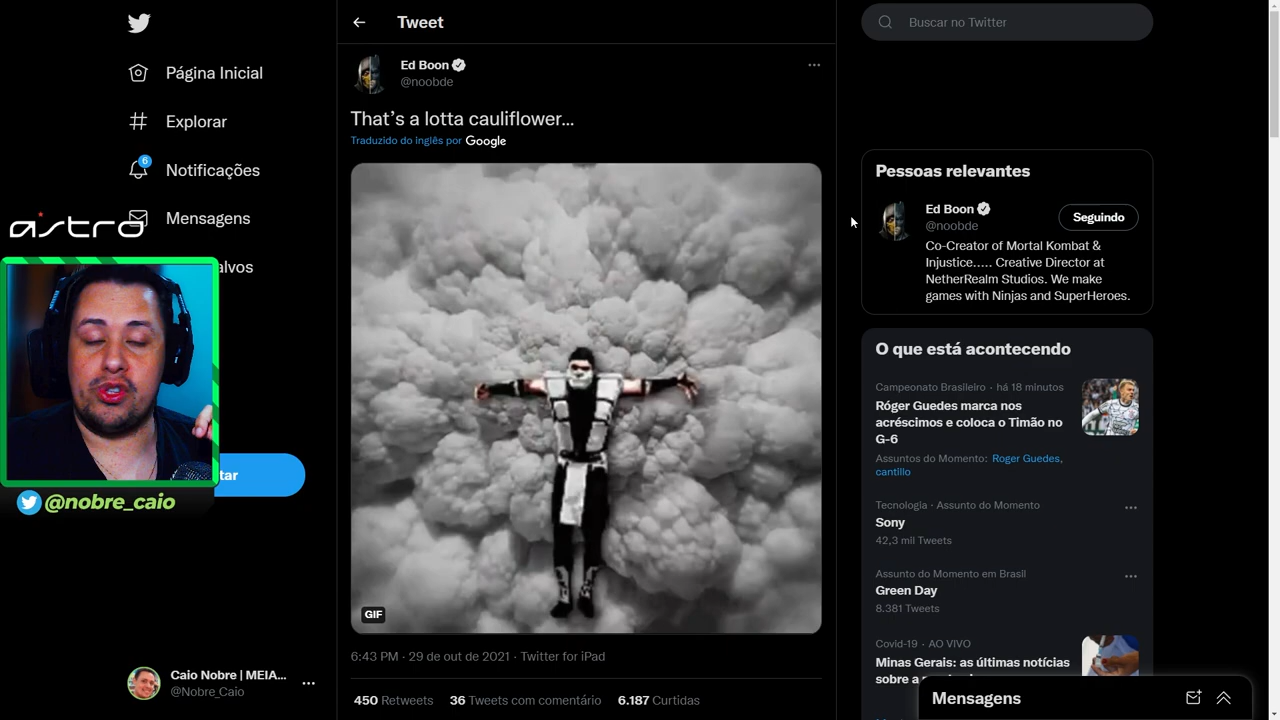 Página Inicial
Explorar
6
Notificações
Mensagens
astro
alvos
@nobre_caio
tar
Caio Nobre | MEIA...
@Nobre_Caio
Tweet
Ed Boon
@noobde
That's a lotta cauliflower...
Traduzido do inglês por Google
GIF
6:43 PM · 29 de out de 2021 · Twitter for iPad
450 Retweets 36 Tweets com comentário 6.187 Curtidas
Buscar no Twitter
Pessoas relevantes
Ed Boon
@noobde
Seguindo
Co-Creator of Mortal Kombat &
Injustice..... Creative Director at
NetherRealm Studios. We make
games with Ninjas and SuperHeroes.
O que está acontecendo
Campeonato Brasileiro · há 18 minutos
Róger Guedes marca nos
acréscimos e coloca o Timão no
G-6
Assuntos do Momento: Roger Guedes,
cantillo
Tecnologia · Assunto do Momento
Sony
42,3 mil Tweets
Assunto do Momento em Brasil
Green Day
8.381 Tweets
Covid-19 · AO VIVO
Minas Gerais: as últimas notícias
sobre a
Mensagens